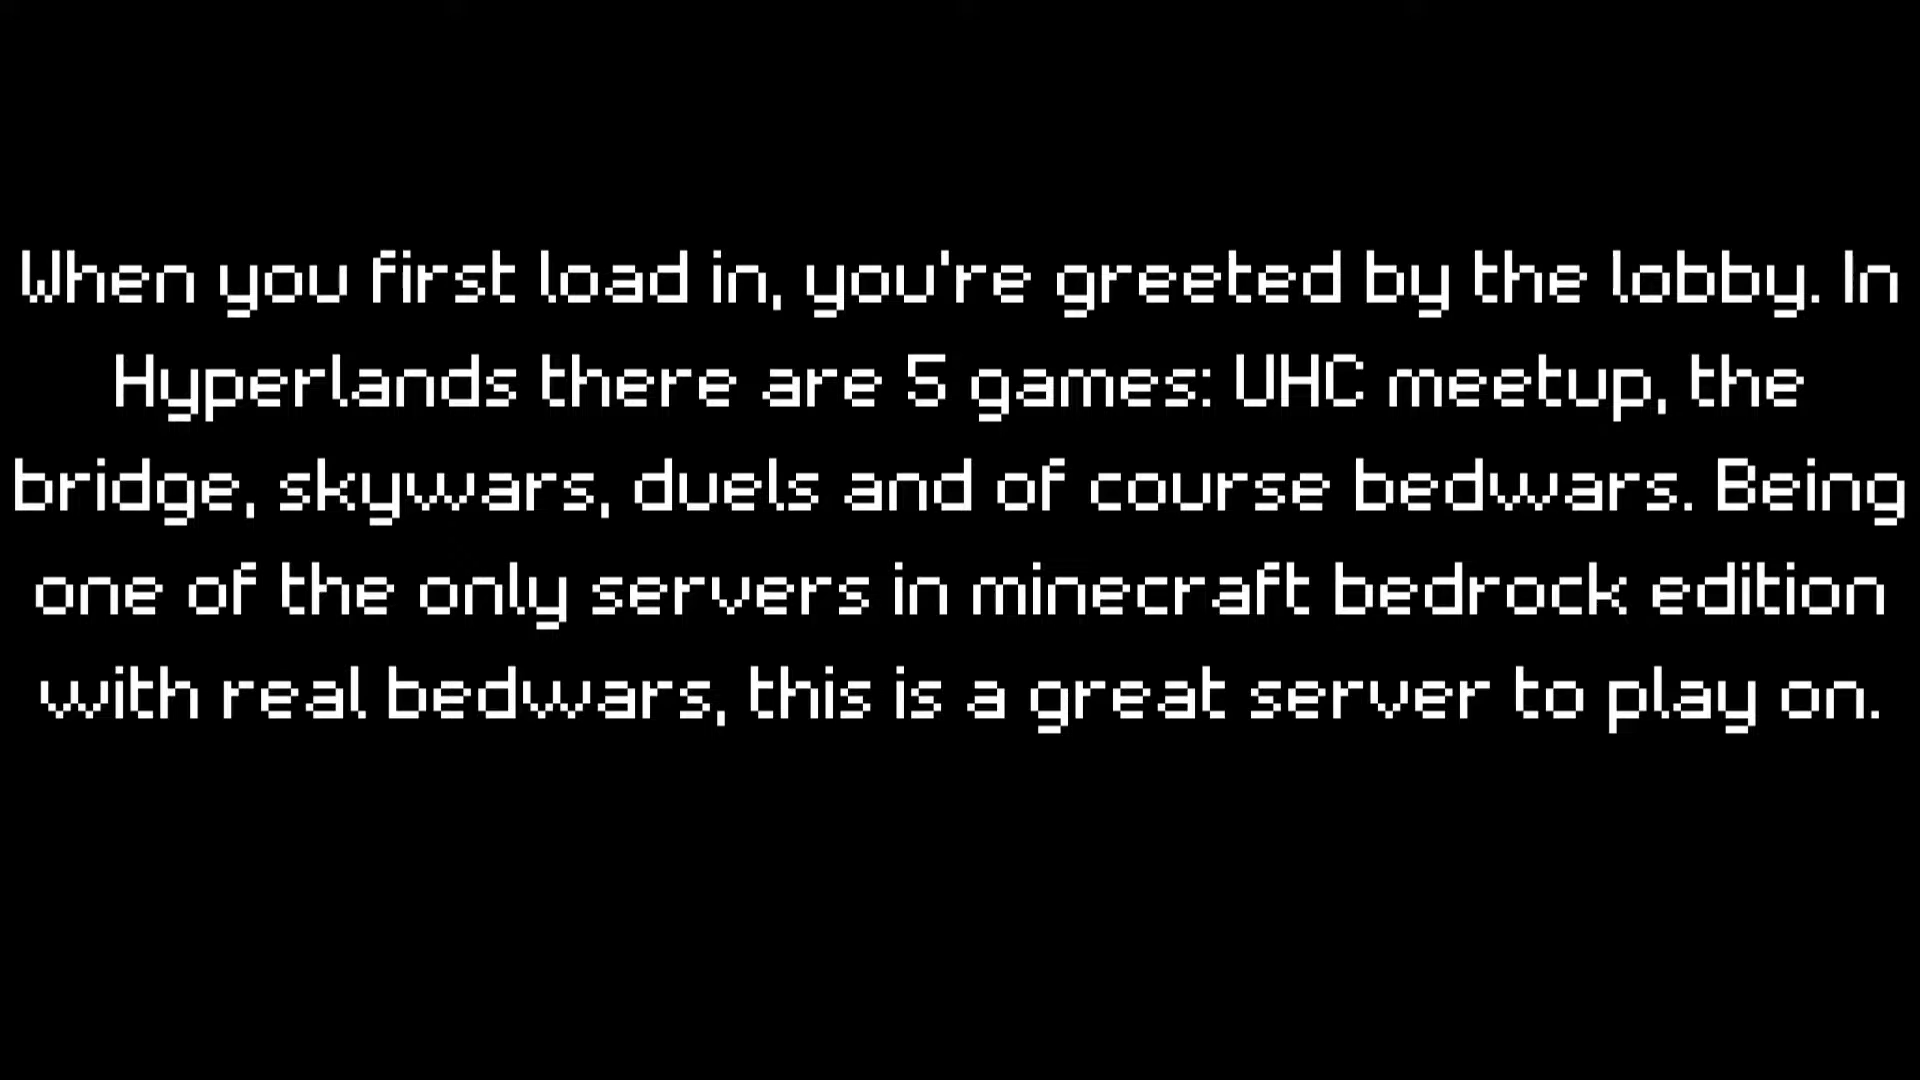 When you first load in, you're greeted by the lobby. In
Hyperlands there are 5 games: UHC meetup, the
bridge, skywars, duels and of course bedwars. Being
one of the only servers in minecraft bedrock edition
with real bedwars, this is a great server to play on.